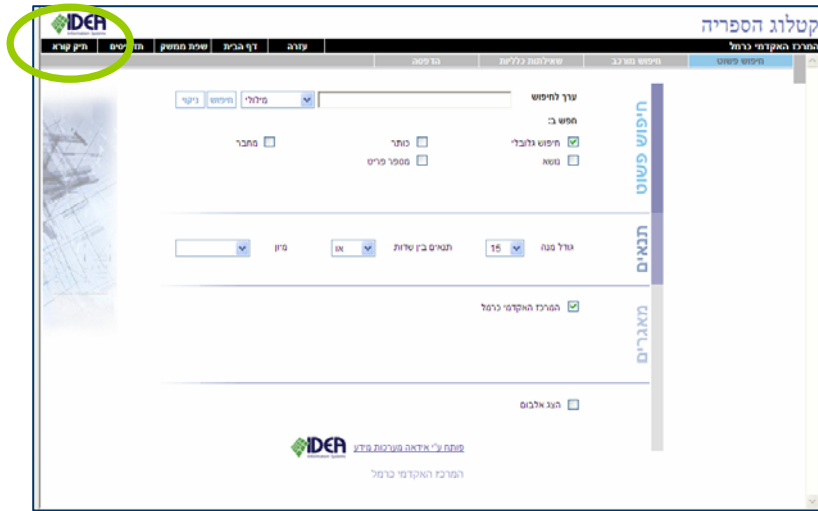 קטלוג הספריה
IDEA
Information Systems
המרכז האקדמי כרמל
עזרה דף הבית שפת ממשק תיק קורא
חיפוש פשוט חיפוש מורכב שאילתות כלליות הדפסה
חיפוש פשוט
ערך לחיפוש מילולי חיפוש ניקוי
חפש ב:
חיפוש גלובלי כותר מחבר
נושא מספר פריט
תנאים
גודל מנה 15 תנאים בין שדות או מיון
מאגרים
המרכז האקדמי כרמל
הצג אלבום
פותח ע"י אידאה מערכות מידע IDEA
המרכז האקדמי כרמל